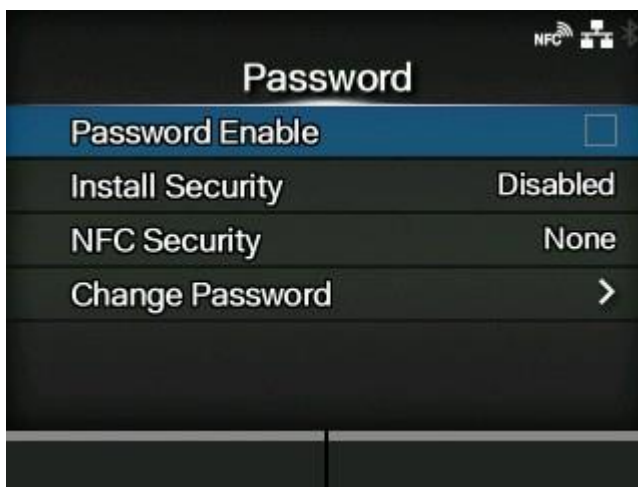 NFC
Password
Password Enable
Install Security Disabled
NFC Security None
Change Password >